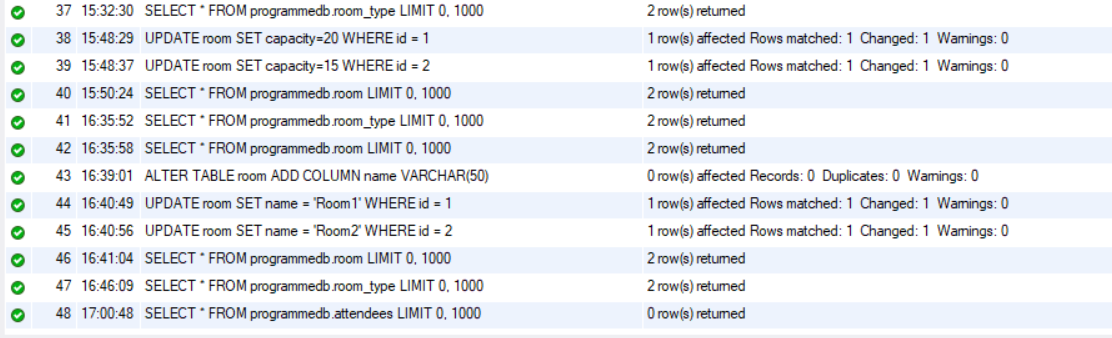 37 15:32:30 SELECT * FROM programmedb.room_type LIMIT 0, 1000 2 row(s) returned
38 15:48:29 UPDATE room SET capacity=20 WHERE id = 1 1 row(s) affected Rows matched: 1 Changed: 1 Warnings: 0
39 15:48:37 UPDATE room SET capacity=15 WHERE id = 2 1 row(s) affected Rows matched: 1 Changed: 1 Warnings: 0
40 15:50:24 SELECT * FROM programmedb.room LIMIT 0, 1000 2 row(s) returned
41 16:35:52 SELECT * FROM programmedb.room_type LIMIT 0, 1000 2 row(s) returned
42 16:35:58 SELECT * FROM programmedb.room LIMIT 0, 1000 2 row(s) returned
43 16:39:01 ALTER TABLE room ADD COLUMN name VARCHAR(50) 0 row(s) affected Records: 0 Duplicates: 0 Warnings: 0
44 16:40:49 UPDATE room SET name = 'Room1' WHERE id = 1 1 row(s) affected Rows matched: 1 Changed: 1 Warnings: 0
45 16:40:56 UPDATE room SET name = 'Room2' WHERE id = 2 1 row(s) affected Rows matched: 1 Changed: 1 Warnings: 0
46 16:41:04 SELECT * FROM programmedb.room LIMIT 0, 1000 2 row(s) returned
47 16:46:09 SELECT * FROM programmedb.room_type LIMIT 0, 1000 2 row(s) returned
48 17:00:48 SELECT * FROM programmedb.attendees LIMIT 0, 1000 0 row(s) returned